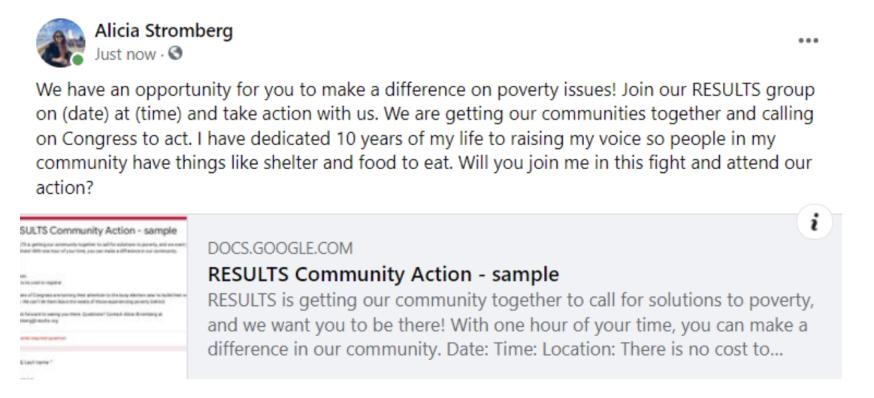 Alicia Stromberg
Just now ·
We have an opportunity for you to make a difference on poverty issues! Join our RESULTS group
on (date) at (time) and take action with us. We are getting our communities together and calling
on Congress to act. I have dedicated 10 years of my life to raising my voice so people in my
community have things like shelter and food to eat. Will you join me in this fight and attend our
action?
SULTS Community Action - sample
DOCS.GOOGLE.COM
RESULTS Community Action - sample
RESULTS is getting our community together to call for solutions to poverty,
and we want you to be there! With one hour of your time, you can make a
difference in our community. Date: Time: Location: There is no cost to...